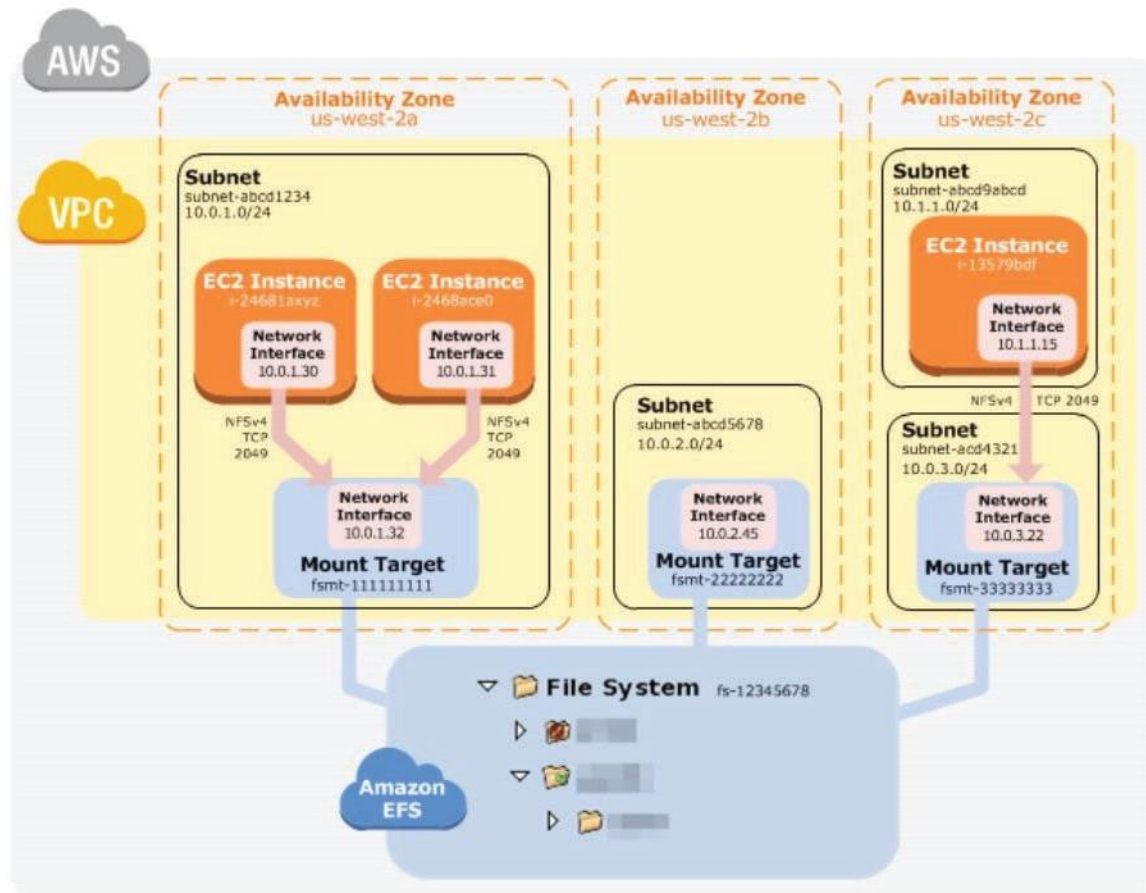 AWS
Availability Zone
us-west-2a
Availability Zone
us-west-2b
Availability Zone
us-west-2c
VPC
Subnet
subnet-abcd1234
10.0.1.0/24
EC2 Instance
i-24681axyz
Network
Interface
10.0.1.30
EC2 Instance
i-2468ace0
Network
Interface
10.0.1.31
NFSv4
TCP
2049
NFSv4
TCP
2049
Network
Interface
10.0.1.32
Mount Target
fsmt-111111111
Subnet
subnet-abcd5678
10.0.2.0/24
Network
Interface
10.0.2.45
Mount Target
fsmt-22222222
Subnet
subnet-abcd9abcd
10.1.1.0/24
EC2 Instance
i-13579bdf
Network
Interface
10.1.1.15
NFSv4 TCP 2049
Subnet
subnet-acd4321
10.0.3.0/24
Network
Interface
10.0.3.22
Mount Target
fsmt-33333333
File System fs-12345678
Amazon
EFS